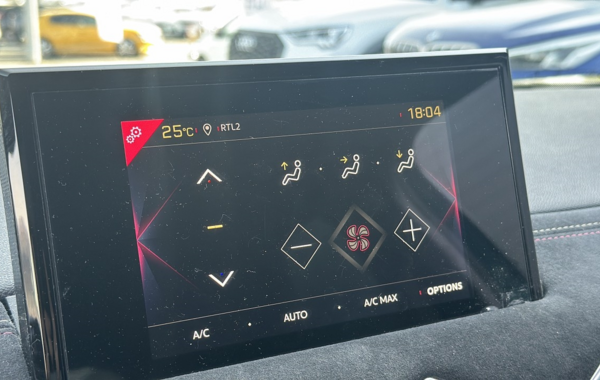 25°C RTL2 18:04
A/C AUTO A/C MAX OPTIONS